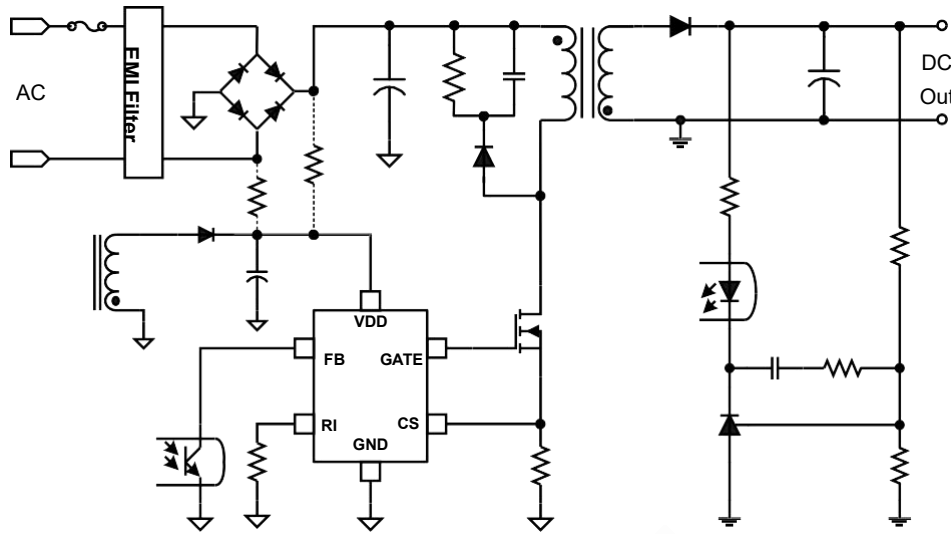 AC
EMI Filter
DC
Out
VDD
FB
GATE
RI
CS
GND